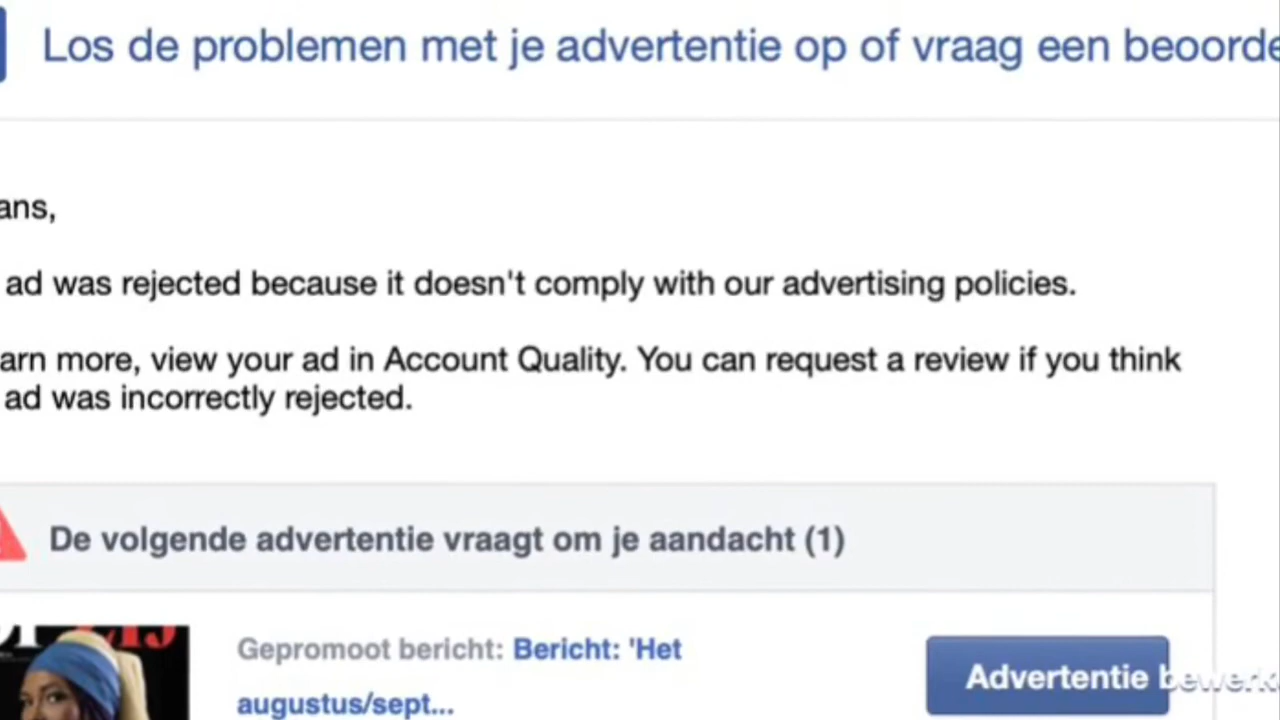 Los de problemen met je advertentie op of vraag een beoorde
ans,
ad was rejected because it doesn't comply with our advertising policies.
arn more, view your ad in Account Quality. You can request a review if you think
ad was incorrectly rejected.
De volgende advertentie vraagt om je aandacht (1)
Gepromoot bericht: Bericht: 'Het
augustus/sept...
Advertentie bewerk